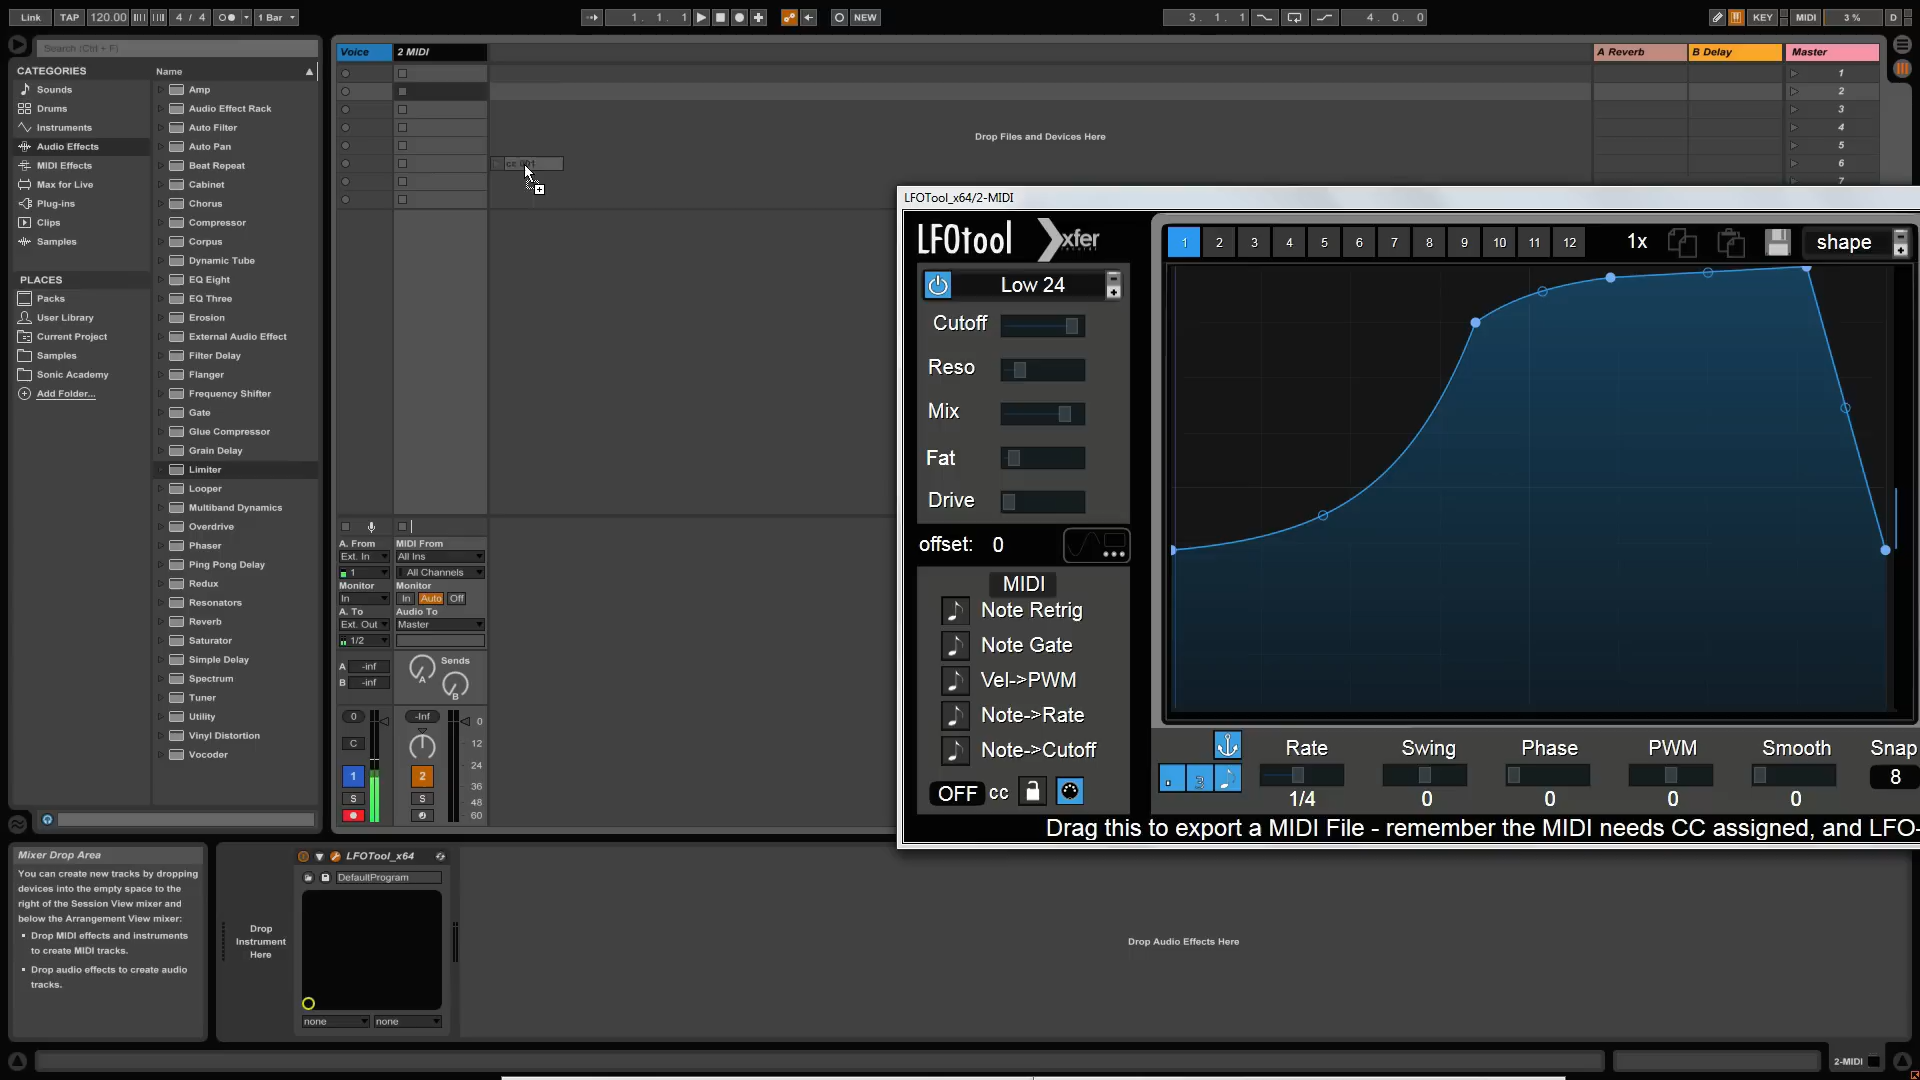 Link TAP 120.00 4 / 4 1 Bar 1. 1. 1 NEW 3. 1. 1 4. 0. 0 KEY MIDI 3 % D
Search (Ctrl + F)
CATEGORIES
Sounds
Drums
Instruments
Audio Effects
MIDI Effects
Max for Live
Plug-ins
Clips
Samples
PLACES
Packs
User Library
Current Project
Samples
Sonic Academy
Add Folder...
Name
Amp
Audio Effect Rack
Auto Filter
Auto Pan
Beat Repeat
Cabinet
Chorus
Compressor
Corpus
Dynamic Tube
EQ Eight
EQ Three
Erosion
External Audio Effect
Filter Delay
Flanger
Frequency Shifter
Gate
Glue Compressor
Grain Delay
Limiter
Looper
Multiband Dynamics
Overdrive
Phaser
Ping Pong Delay
Redux
Resonators
Reverb
Saturator
Simple Delay
Spectrum
Tuner
Utility
Vinyl Distortion
Vocoder
Voice 2 MIDI A Reverb B Delay Master
1
2
3
4
5
6
7
Drop Files and Devices Here
cc 001
A. From MIDI From
Ext. In All Ins
1 All Channels
Monitor Monitor
In In Auto Off
A. To Audio To
Ext. Out Master
1/2
A -inf Sends
B -inf A B
0 -Inf 0
C 12
24
1 2 36
S S 48
60
LFOTool_x64/2-MIDI
LFOtool xfer
RECORDS
Low 24
Cutoff
Reso
Mix
Fat
Drive
offset: 0
MIDI
Note Retrig
Note Gate
Vel->PWM
Note->Rate
Note->Cutoff
OFF cc
1 2 3 4 5 6 7 8 9 10 11 12 1x shape
Rate Swing Phase PWM Smooth Snap
. 3 8
1/4 0 0 0 0
Drag this to export a MIDI File - remember the MIDI needs CC assigned, and LFO-
Mixer Drop Area
You can create new tracks by dropping
devices into the empty space to the
right of the Session View mixer and
below the Arrangement View mixer:
Drop MIDI effects and instruments
to create MIDI tracks.
Drop audio effects to create audio
tracks.
Drop
Instrument
Here
LFOTool_x64
DefaultProgram
none none
Drop Audio Effects Here
2-MIDI